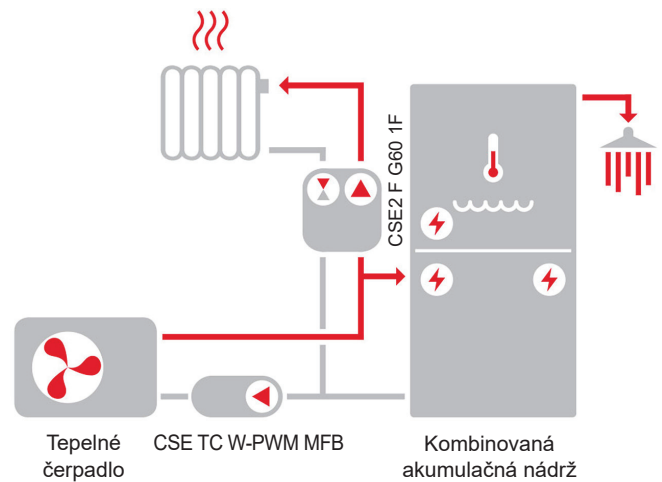 CSE2 F G60 1F
Tepelné
čerpadlo
CSE TC W-PWM MFB
Kombinovaná
akumulačná nádrž